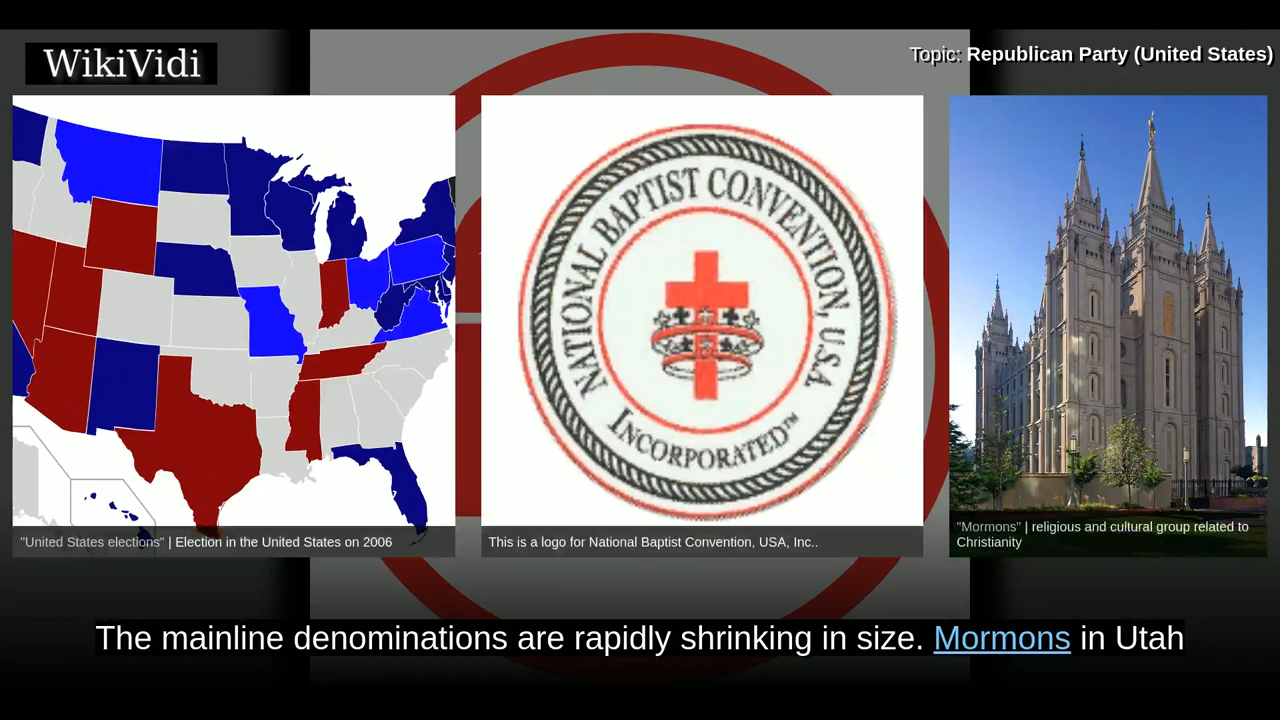 WikiVidi
Topic: Republican Party (United States)
NATIONAL BAPTIST CONVENTION, U.S.A.
INCORPORATED™
"United States elections" | Election in the United States on 2006
This is a logo for National Baptist Convention, USA, Inc..
"Mormons" | religious and cultural group related to
Christianity
The mainline denominations are rapidly shrinking in size. Mormons in Utah